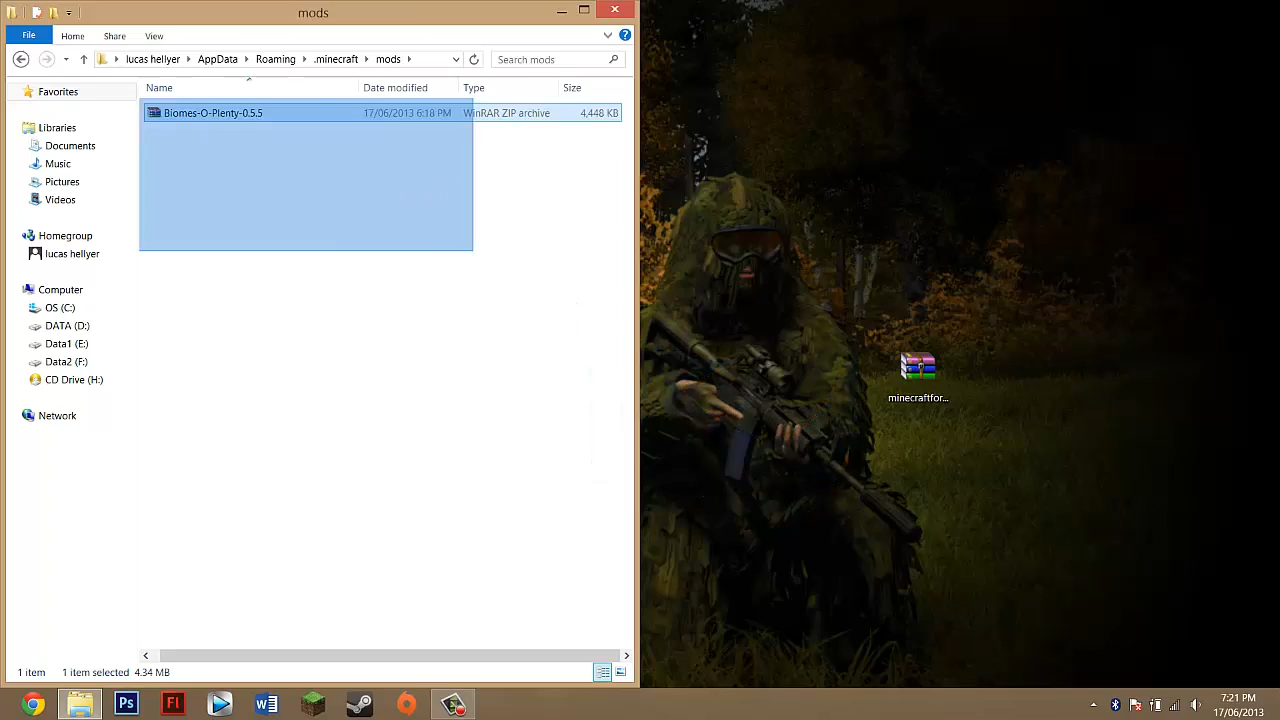 mods
File Home Share View
lucas hellyer AppData Roaming .minecraft mods Search mods
Name Date modified Type Size
Favorites
Biomes-O-Plenty-0.5.5 17/06/2013 6:18 PM WinRAR ZIP archive 4,448 KB
Libraries
Documents
Music
Pictures
Videos
Homegroup
lucas hellyer
Computer
OS (C:)
DATA (D:)
Data1 (E:)
Data2 (F:)
CD Drive (H:)
Network
minecraftfor...
1 item 1 item selected 4.34 MB
Ps Fl W
7:21 PM
17/06/2013